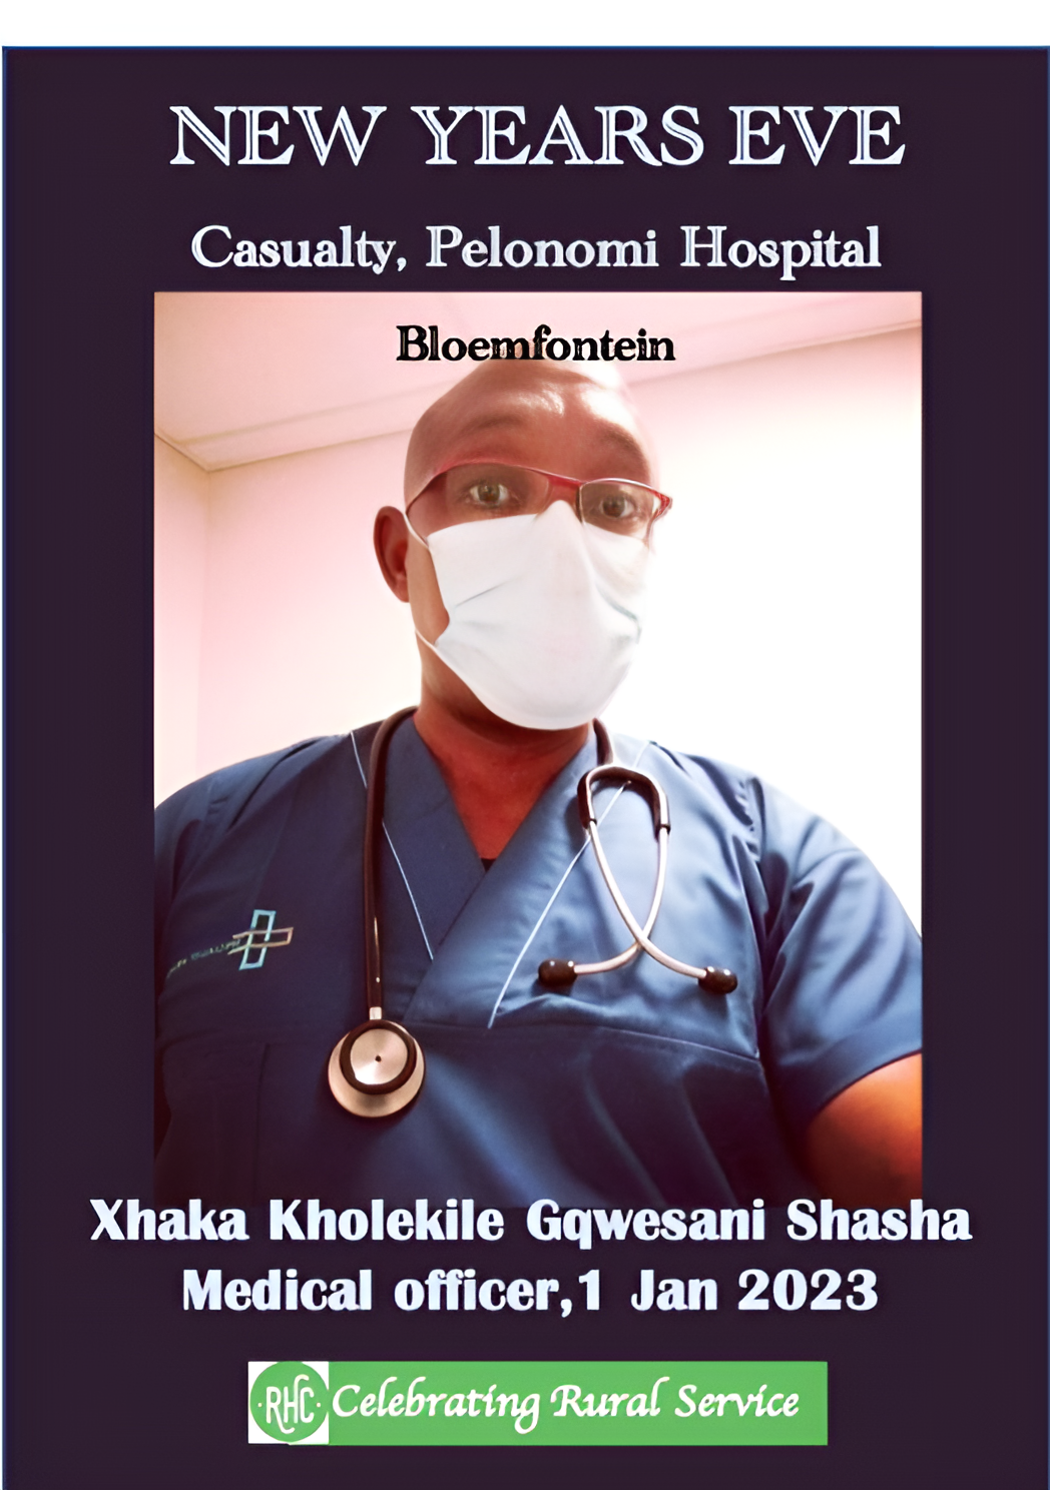 NEW YEARS EVE
Casualty, Pelonomi Hospital
Bloemfontein
Xhaka Kholekile Gqwesani Shasha
Medical officer,1 Jan 2023
·RHC· Celebrating Rural Service